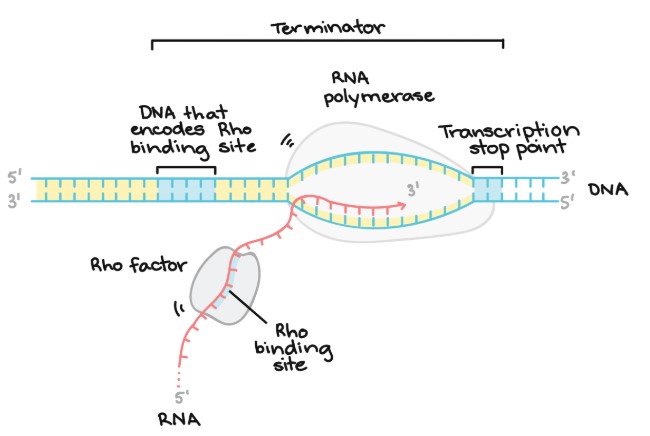 Terminator
RNA
polymerase
DNA that
encodes Rho
binding site
Transcription
stop point
5'
3'
3'
3'
5'
DNA
Rho factor
Rho
binding
site
5'
RNA